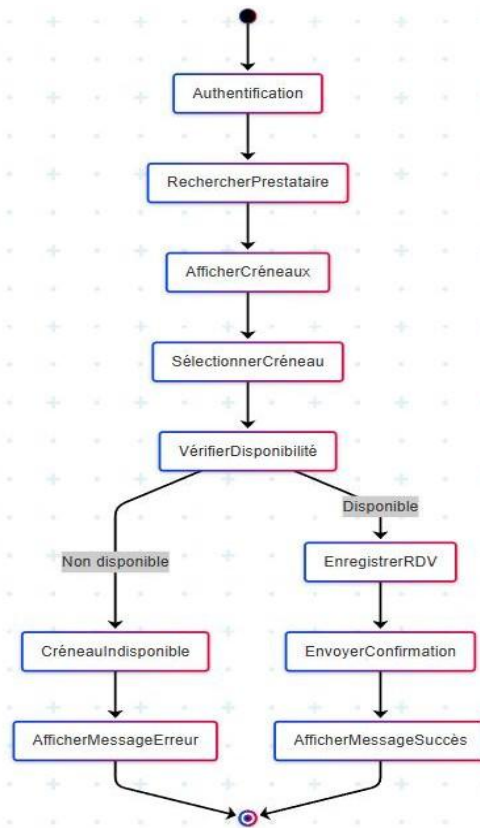 Authentification
RechercherPrestataire
AfficherCréneaux
SélectionnerCréneau
VérifierDisponibilité
Disponible
Non disponible
EnregistrerRDV
CréneauIndisponible
EnvoyerConfirmation
AfficherMessageErreur
AfficherMessageSuccès